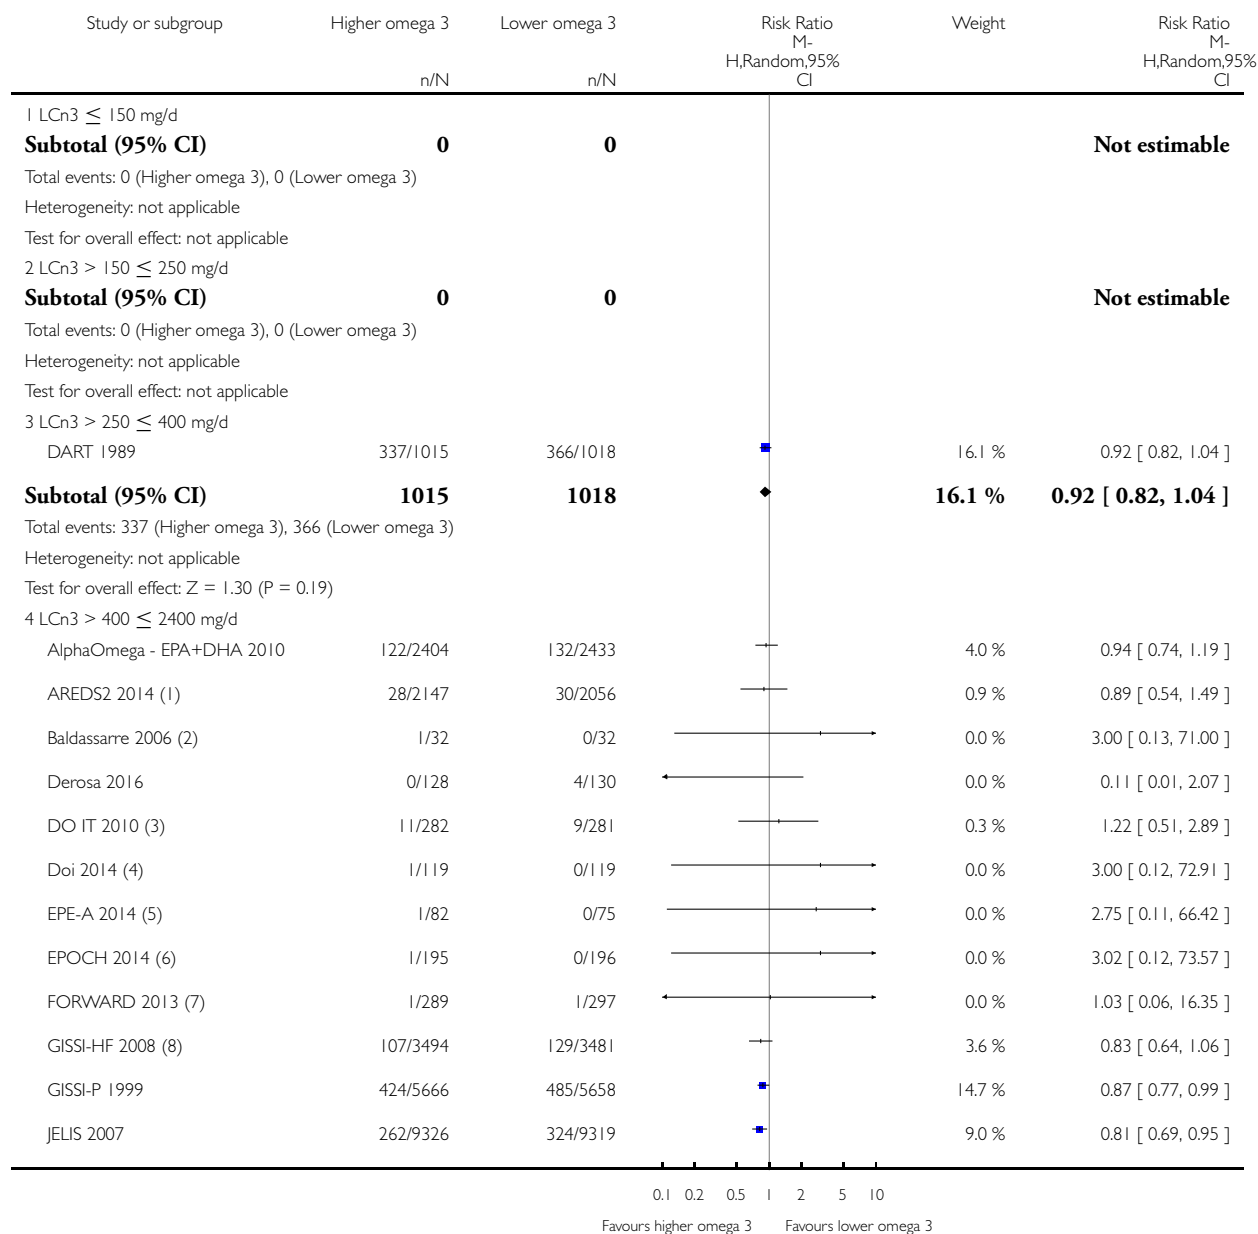 Study or subgroup Higher omega 3 Lower omega 3 Risk Ratio Weight Risk Ratio
M- M-
H,Random,95% H,Random,95%
n/N n/N CI CI
1 LCn3 ≤ 150 mg/d
Subtotal (95% CI) 0 0 Not estimable
Total events: 0 (Higher omega 3), 0 (Lower omega 3)
Heterogeneity: not applicable
Test for overall effect: not applicable
2 LCn3 > 150 ≤ 250 mg/d
Subtotal (95% CI) 0 0 Not estimable
Total events: 0 (Higher omega 3), 0 (Lower omega 3)
Heterogeneity: not applicable
Test for overall effect: not applicable
3 LCn3 > 250 ≤ 400 mg/d
DART 1989 337/1015 366/1018 16.1 % 0.92 [ 0.82, 1.04 ]
Subtotal (95% CI) 1015 1018 16.1 % 0.92 [ 0.82, 1.04 ]
Total events: 337 (Higher omega 3), 366 (Lower omega 3)
Heterogeneity: not applicable
Test for overall effect: Z = 1.30 (P = 0.19)
4 LCn3 > 400 ≤ 2400 mg/d
AlphaOmega - EPA+DHA 2010 122/2404 132/2433 4.0 % 0.94 [ 0.74, 1.19 ]
AREDS2 2014 (1) 28/2147 30/2056 0.9 % 0.89 [ 0.54, 1.49 ]
Baldassarre 2006 (2) 1/32 0/32 0.0 % 3.00 [ 0.13, 71.00 ]
Derosa 2016 0/128 4/130 0.0 % 0.11 [ 0.01, 2.07 ]
DO IT 2010 (3) 11/282 9/281 0.3 % 1.22 [ 0.51, 2.89 ]
Doi 2014 (4) 1/119 0/119 0.0 % 3.00 [ 0.12, 72.91 ]
EPE-A 2014 (5) 1/82 0/75 0.0 % 2.75 [ 0.11, 66.42 ]
EPOCH 2014 (6) 1/195 0/196 0.0 % 3.02 [ 0.12, 73.57 ]
FORWARD 2013 (7) 1/289 1/297 0.0 % 1.03 [ 0.06, 16.35 ]
GISSI-HF 2008 (8) 107/3494 129/3481 3.6 % 0.83 [ 0.64, 1.06 ]
GISSI-P 1999 424/5666 485/5658 14.7 % 0.87 [ 0.77, 0.99 ]
JELIS 2007 262/9326 324/9319 9.0 % 0.81 [ 0.69, 0.95 ]
0.1 0.2 0.5 1 2 5 10
Favours higher omega 3 Favours lower omega 3